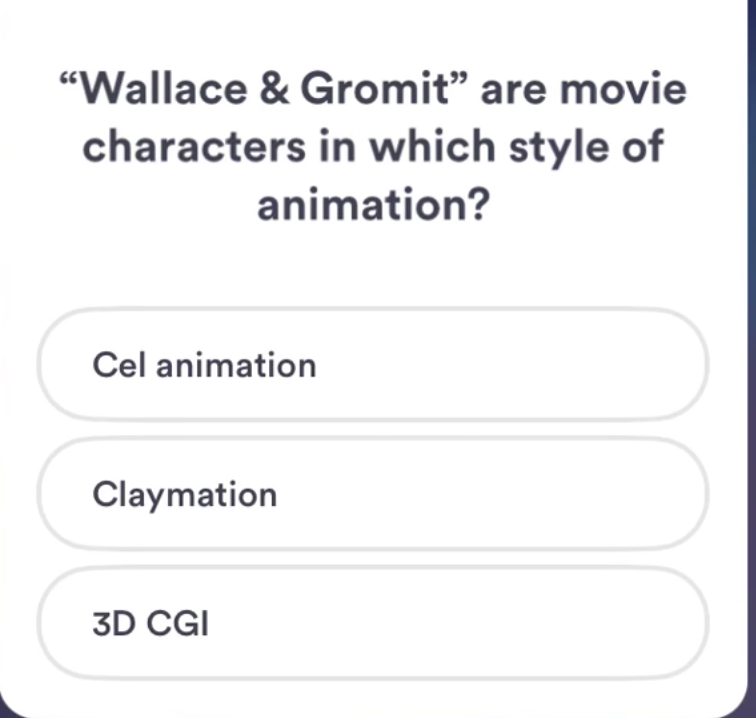 “Wallace & Gromit” are movie
characters in which style of
animation?
Cel animation
Claymation
3D CGI